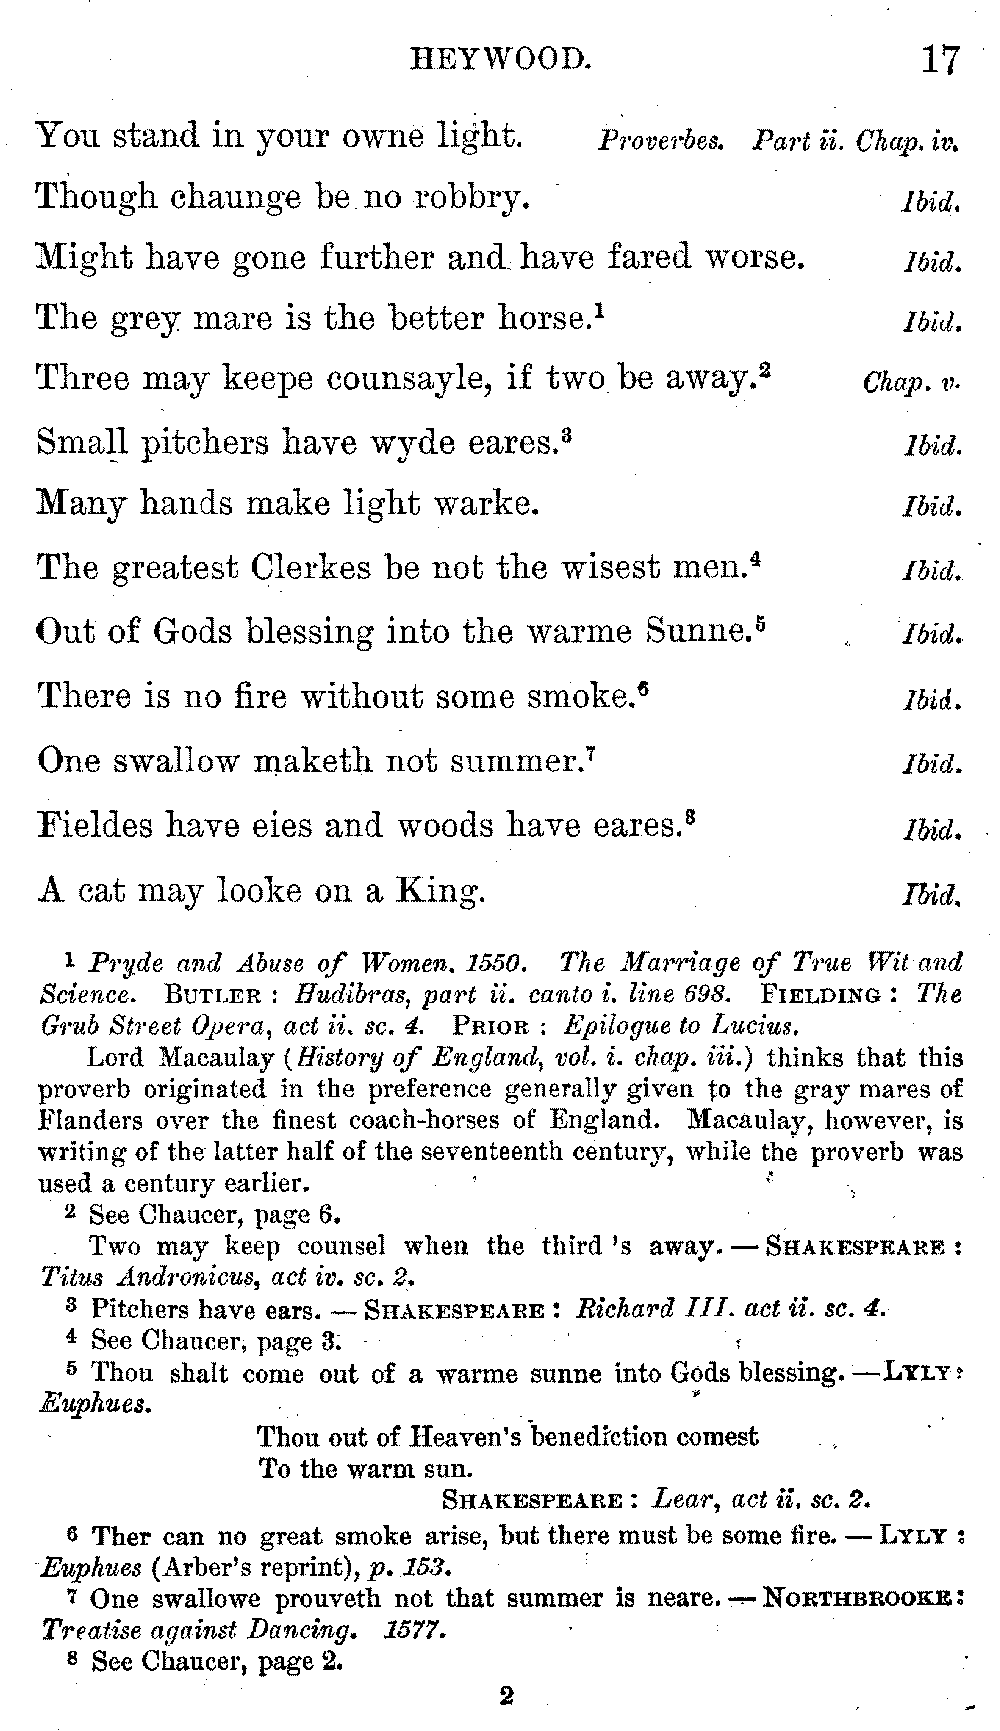 HEYWOOD. 17
You stand in your owne light. Proverbes. Part ii. Chap. iv.
Though chaunge be no robbry. Ibid.
Might have gone further and have fared worse. Ibid.
The grey mare is the better horse.¹ Ibid.
Three may keepe counsayle, if two be away.² Chap. v.
Small pitchers have wyde eares.³ Ibid.
Many hands make light warke. Ibid.
The greatest Clerkes be not the wisest men.⁴ Ibid.
Out of Gods blessing into the warme Sunne.⁵ Ibid.
There is no fire without some smoke.⁶ Ibid.
One swallow maketh not summer.⁷ Ibid.
Fieldes have eies and woods have eares.⁸ Ibid.
A cat may looke on a King. Ibid.
¹ Pryde and Abuse of Women. 1550. The Marriage of True Wit and
Science. BUTLER : Hudibras, part ii. canto i. line 698. FIELDING : The
Grub Street Opera, act ii. sc. 4. PRIOR : Epilogue to Lucius.
Lord Macaulay (History of England, vol. i. chap. iii.) thinks that this
proverb originated in the preference generally given to the gray mares of
Flanders over the finest coach-horses of England. Macaulay, however, is
writing of the latter half of the seventeenth century, while the proverb was
used a century earlier.
² See Chaucer, page 6.
Two may keep counsel when the third 's away. — SHAKESPEARE :
Titus Andronicus, act iv. sc. 2.
³ Pitchers have ears. — SHAKESPEARE : Richard III. act ii. sc. 4.
⁴ See Chaucer, page 3.
⁵ Thou shalt come out of a warme sunne into Gods blessing. — LYLY :
Euphues.
Thou out of Heaven's benediction comest
To the warm sun.
SHAKESPEARE : Lear, act ii. sc. 2.
⁶ Ther can no great smoke arise, but there must be some fire. — LYLY :
Euphues (Arber's reprint), p. 153.
⁷ One swallowe prouveth not that summer is neare. — NORTHBROOKE :
Treatise against Dancing. 1577.
⁸ See Chaucer, page 2.
2